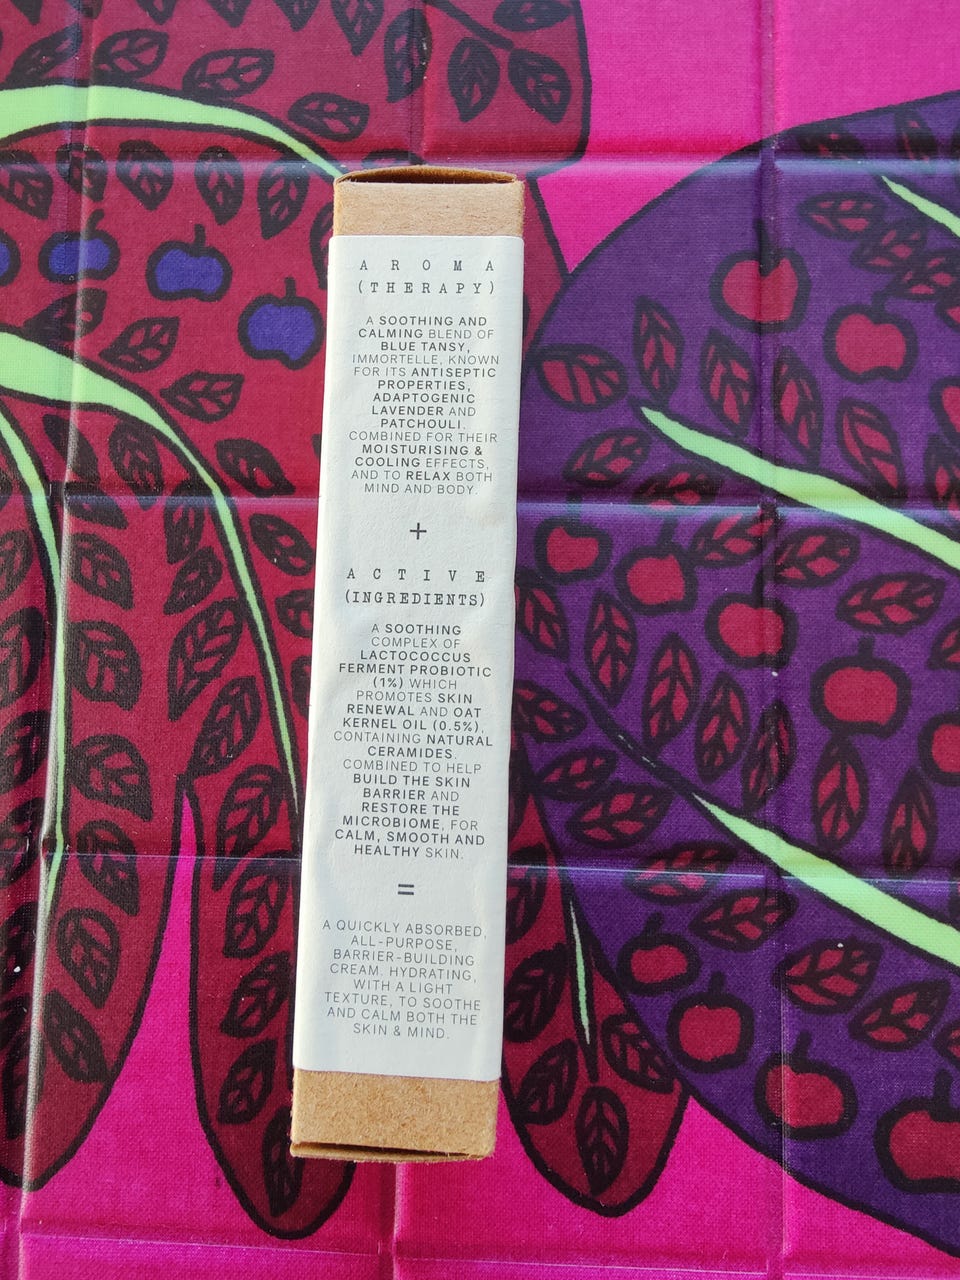 AROMA
(THERAPY)
A SOOTHING AND
CALMING BLEND OF
BLUE TANSY,
IMMORTELLE, KNOWN
FOR ITS ANTISEPTIC
PROPERTIES,
ADAPTOGENIC
LAVENDER AND
PATCHOULI.
COMBINED FOR THEIR
MOISTURISING &
COOLING EFFECTS,
AND TO RELAX BOTH
MIND AND BODY.
+
ACTIVE
(INGREDIENTS)
A SOOTHING
COMPLEX OF
LACTOCOCCUS
FERMENT PROBIOTIC
(1%) WHICH
PROMOTES SKIN
RENEWAL AND OAT
KERNEL OIL (0.5%),
CONTAINING NATURAL
CERAMIDES.
COMBINED TO HELP
BUILD THE SKIN
BARRIER AND
RESTORE THE
MICROBIOME, FOR
CALM, SMOOTH AND
HEALTHY SKIN.
=
A QUICKLY ABSORBED,
ALL-PURPOSE,
BARRIER-BUILDING
CREAM. HYDRATING,
WITH A LIGHT
TEXTURE, TO SOOTHE
AND CALM BOTH THE
SKIN & MIND.